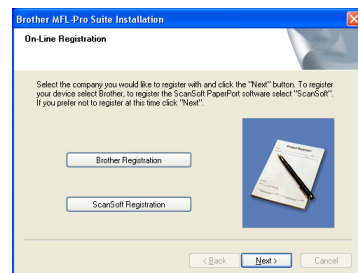 Brother MFL-Pro Suite Installation
On-Line Registration
Select the company you would like to register with and click the "Next" button. To register
your device select Brother, to register the ScanSoft PaperPort software select "ScanSoft".
If you prefer not to register at this time click "Next".
Brother Registration
ScanSoft Registration
< Back
Next >
Cancel